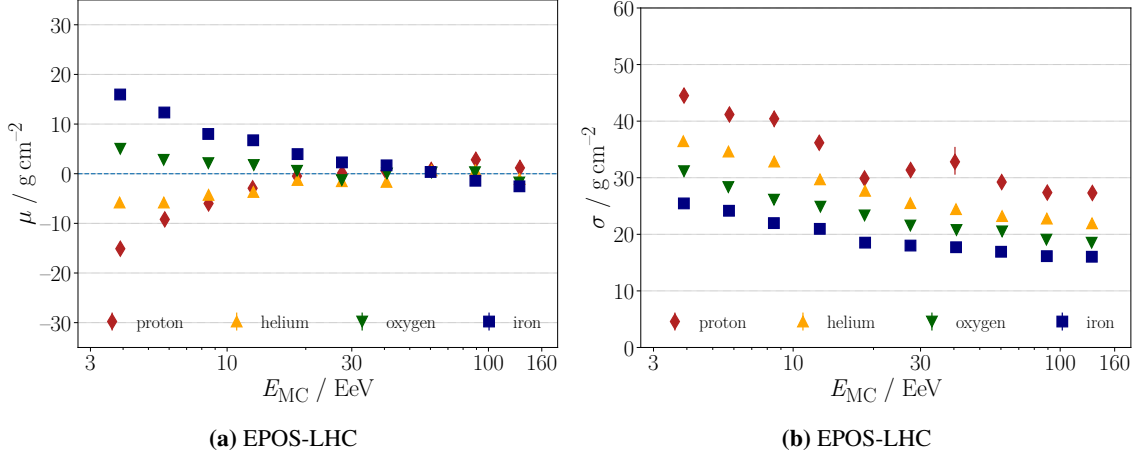 30
20
10
0
−10
−20
−30
μ / g cm−2
proton helium oxygen iron
3 10 30 100 160
EMC / EeV
(a) EPOS-LHC
60
50
40
30
20
10
0
σ / g cm−2
proton helium oxygen iron
3 10 30 100 160
EMC / EeV
(b) EPOS-LHC